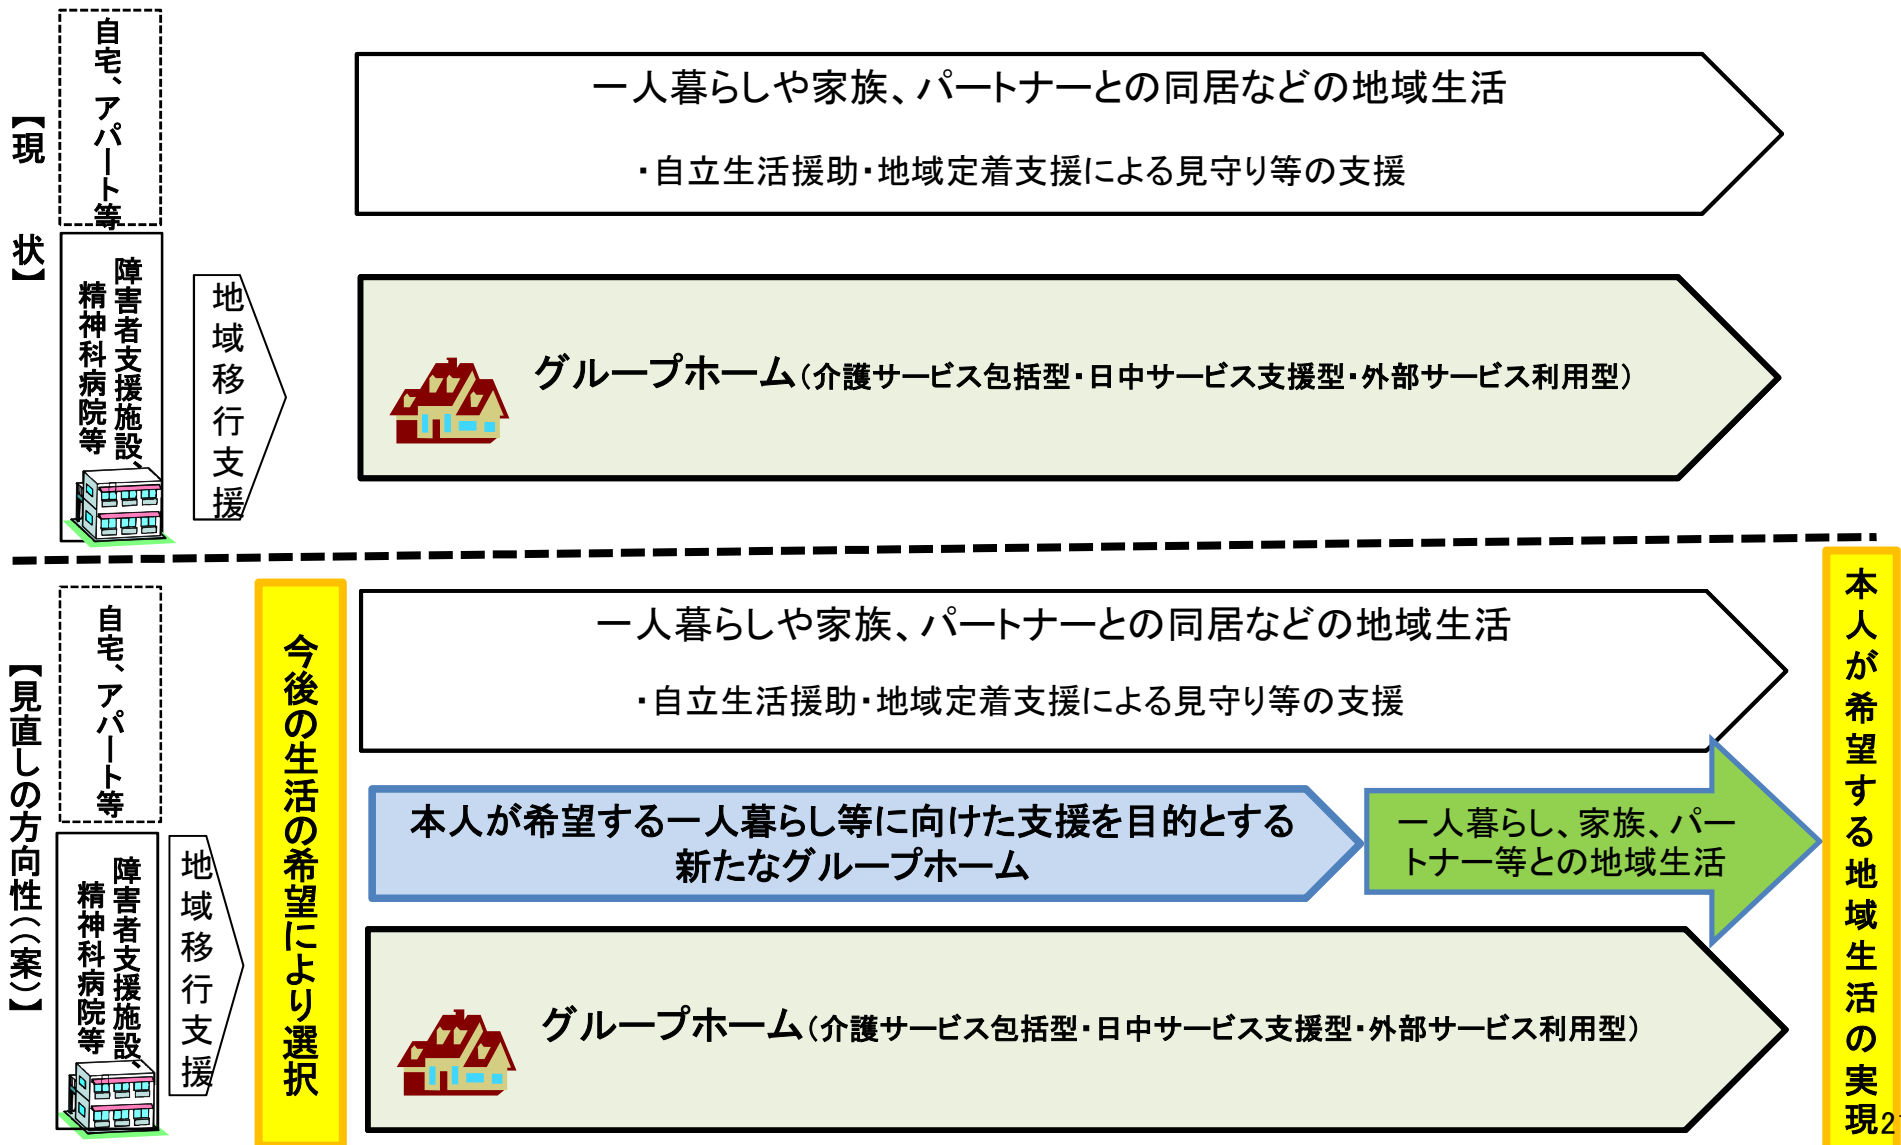 【現　状】
自宅、アパート等
一人暮らしや家族、パートナーとの同居などの地域生活
・自立生活援助・地域定着支援による見守り等の支援
障害者支援施設、
精神科病院等
地域移行支援
グループホーム(介護サービス包括型・日中サービス支援型・外部サービス利用型)
【見直しの方向性((案)】
自宅、アパート等
障害者支援施設、
精神科病院等
地域移行支援
今後の生活の希望により選択
一人暮らしや家族、パートナーとの同居などの地域生活
・自立生活援助・地域定着支援による見守り等の支援
本人が希望する一人暮らし等に向けた支援を目的とする
新たなグループホーム
一人暮らし、家族、パー
トナー等との地域生活
グループホーム(介護サービス包括型・日中サービス支援型・外部サービス利用型)
本人が希望する地域生活の実現